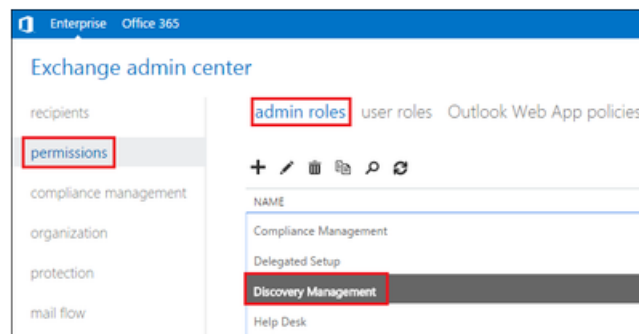 Enterprise Office 365
Exchange admin center
recipients
permissions
compliance management
organization
protection
mail flow
admin roles user roles Outlook Web App policies
NAME
Compliance Management
Delegated Setup
Discovery Management
Help Desk